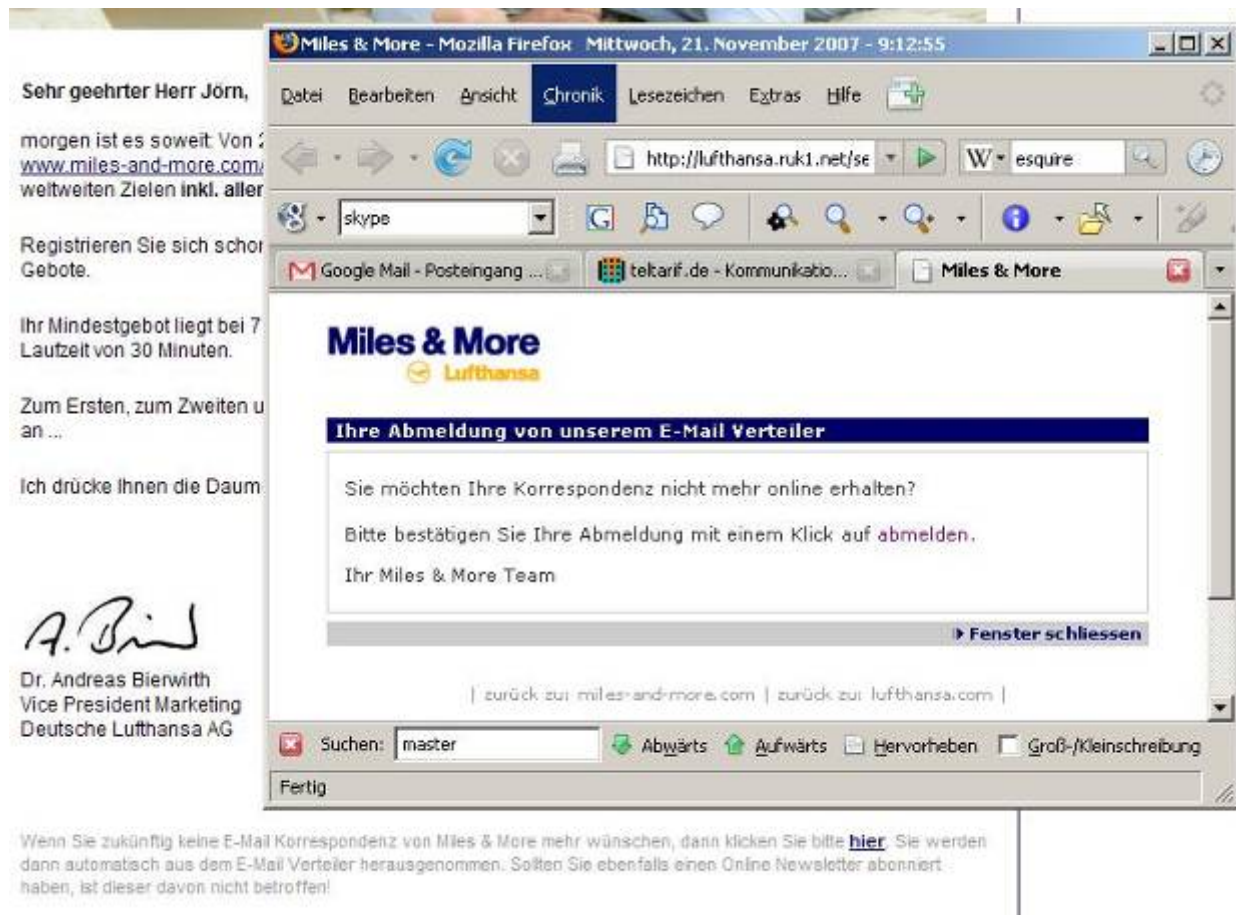 Miles & More - Mozilla Firefox Mittwoch, 21. November 2007 - 9:12:55
Datei Bearbeiten Ansicht Chronik Lesezeichen Extras Hilfe
http://lufthansa.ruk1.net/se W esquire
skype G
Google Mail - Posteingang ... teltarif.de - Kommunikatio... Miles & More
Miles & More
Lufthansa
Ihre Abmeldung von unserem E-Mail Verteiler
Sie möchten Ihre Korrespondenz nicht mehr online erhalten?
Bitte bestätigen Sie Ihre Abmeldung mit einem Klick auf abmelden.
Ihr Miles & More Team
Fenster schliessen
| zurück zu: miles-and-more.com | zurück zu: lufthansa.com |
Suchen: master Abwärts Aufwärts Hervorheben Groß-/Kleinschreibung
Fertig
Sehr geehrter Herr Jörn,
morgen ist es soweit: Von
www.miles-and-more.com/
weltweiten Zielen inkl. aller
Registrieren Sie sich schon
Gebote.
Ihr Mindestgebot liegt bei 7
Laufzeit von 30 Minuten.
Zum Ersten, zum Zweiten u
an ...
Ich drücke Ihnen die Daum
A. Bi
Dr. Andreas Bierwirth
Vice President Marketing
Deutsche Lufthansa AG
Wenn Sie zukünftig keine E-Mail Korrespondenz von Miles & More mehr wünschen, dann klicken Sie bitte hier. Sie werden
dann automatisch aus dem E-Mail Verteiler herausgenommen. Sollten Sie ebenfalls einen Online Newsletter abonniert
haben, ist dieser davon nicht betroffen!